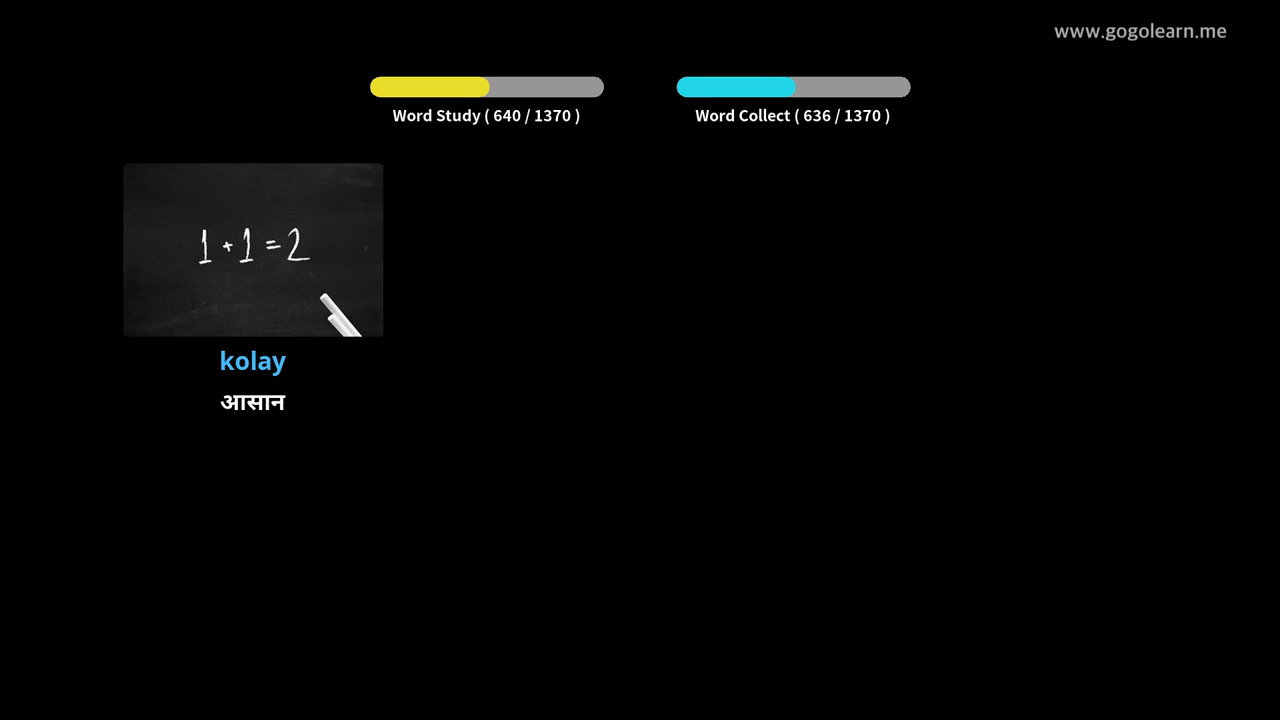 www.gogolearn.me
Word Study ( 640 / 1370 )
Word Collect ( 636 / 1370 )
1 + 1 = 2
kolay
आसान